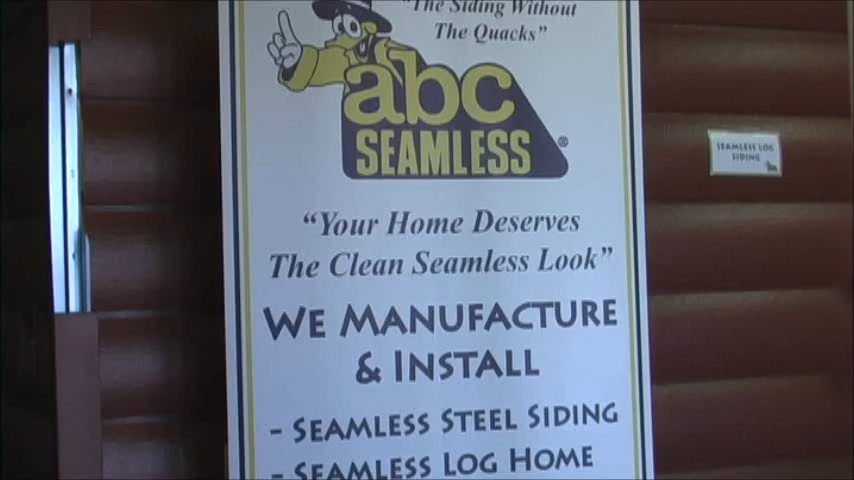 "The Siding Without
The Quacks"
abc
SEAMLESS®
"Your Home Deserves
The Clean Seamless Look"
WE MANUFACTURE
& INSTALL
- SEAMLESS STEEL SIDING
- SEAMLESS LOG HOME
SEAMLESS LOG
SIDING